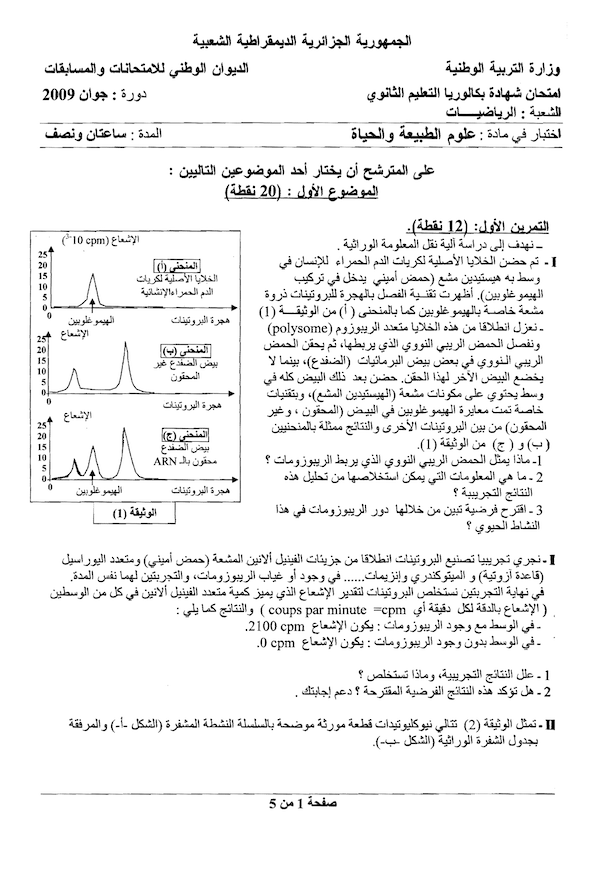 الجمهورية الجزائرية الديمقراطية الشعبية
وزارة التربية الوطنية
الديوان الوطني للامتحانات والمسابقات
امتحان شهادة بكالوريا التعليم الثانوي
دورة : جوان 2009
الشعبة : الرياضيـــات
اختبار في مادة : علوم الطبيعة والحياة
المدة : ساعتان ونصف
على المترشح أن يختار أحد الموضوعين التاليين :
الموضوع الأول : (20 نقطة)
التمرين الأول: (12 نقطة).
ــ نهدف إلى دراسة آلية نقل المعلومة الوراثية .
I - تم حضن الخلايا الأصلية لكريات الدم الحمراء للإنسان في
وسط به هيستيدين مشع (حمض أميني يدخل في تركيب
الهيموغلوبين). أظهرت تقنية الفصل بالهجرة للبروتينات ذروة
مشعة خاصة بالهيموغلوبين كما بالمنحنى ( أ) من الوثيقة (1)
ـ نعزل انطلاقا من هذه الخلايا متعدد الريبوزوم (polysome)
ونفصل الحمض الريبي النووي الذي يربطها، ثم يحقن الحمض
الريبي النووي في بعض بيض البرمائيات (الضفدع)، بينما لا
يخضع البيض الآخر لهذا الحقن. حضن بعد ذلك البيض كله في
وسط يحتوي على مكونات مشعة (الهيستيدين المشع)، وبتقنيات
خاصة تمت معايرة الهيموغلوبين في البيض (المحقون ، وغير
المحقون) من بين البروتينات الأخرى والنتائج ممثلة بالمنحنيين
( ب) و ( ج) من الوثيقة (1).
1- ماذا يمثل الحمض الريبي النووي الذي يربط الريبوزومات ؟
2 - ما هي المعلومات التي يمكن استخلاصها من تحليل هذه
النتائج التجريبية ؟
3 - اقترح فرضية تبين من خلالها دور الريبوزومات في هذا
النشاط الحيوي ؟
الإشعاع (10³ cpm)
25
20
15
10
5
0
المنحنى (أ)
الخلايا الأصلية لكريات
الدم الحمراء الإنشائية
0
الهيموغلوبين
هجرة البروتينات
الإشعاع
25
20
15
10
5
0
المنحنى (ب)
بيض الضفدع غير
المحقون
هجرة البروتينات
الإشعاع
25
20
15
10
5
0
المنحنى (ج)
بيض الضفدع
محقون بالـ ARN
0
الهيموغلوبين
هجرة البروتينات
الوثيقة (1)
II - نجري تجريبيا تصنيع البروتينات انطلاقا من جزيئات الفينيل ألانين المشعة (حمض أميني) ومتعدد اليوراسيل
(قاعدة آزوتية) و الميتوكندري وإنزيمات...... في وجود أو غياب الريبوزومات، والتجربتين لهما نفس المدة.
في نهاية التجربتين نستخلص البروتينات لتقدير الإشعاع الذي يميز كمية متعدد الفينيل ألانين في كل من الوسطين
( الإشعاع بالدقة لكل دقيقة أي coups par minute =cpm ) والنتائج كما يلي :
- في الوسط مع وجود الريبوزومات : يكون الإشعاع 2100 cpm.
- في الوسط بدون وجود الريبوزومات : يكون الإشعاع 0 cpm.
1 - علل النتائج التجريبية، وماذا تستخلص ؟
2 - هل تؤكد هذه النتائج الفرضية المقترحة ؟ دعم إجابتك .
II - تمثل الوثيقة (2) تتالي نيوكليوتيدات قطعة مورثة موضحة بالسلسلة النشطة المشفرة (الشكل -أ-) والمرفقة
بجدول الشفرة الوراثية (الشكل -ب-).
صفحة 1 من 5